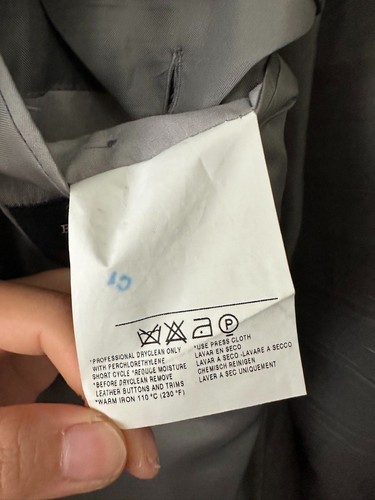 C1
P
*PROFESSIONAL DRYCLEAN ONLY
WITH PERCHLORETHYLENE
SHORT CYCLE *REDUCE MOISTURE
*BEFORE DRYCLEAN REMOVE
LEATHER BUTTONS AND TRIMS
*WARM IRON 110 °C (230 °F)
*USE PRESS CLOTH
LAVAR EN SECO
LAVAR A SECO -LAVARE A SECCO
CHEMISCH REINIGEN
LAVER A SEC UNIQUEMENT